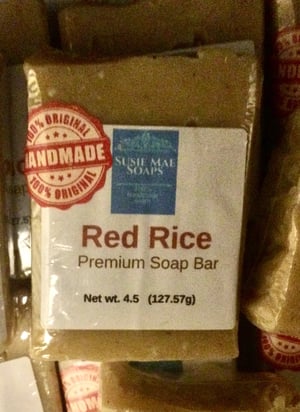 100% ORIGINAL
HANDMADE
100% ORIGINAL
SUSIE MAE
SOAPS
Red Rice
Premium Soap Bar
Net wt. 4.5 (127.57g)